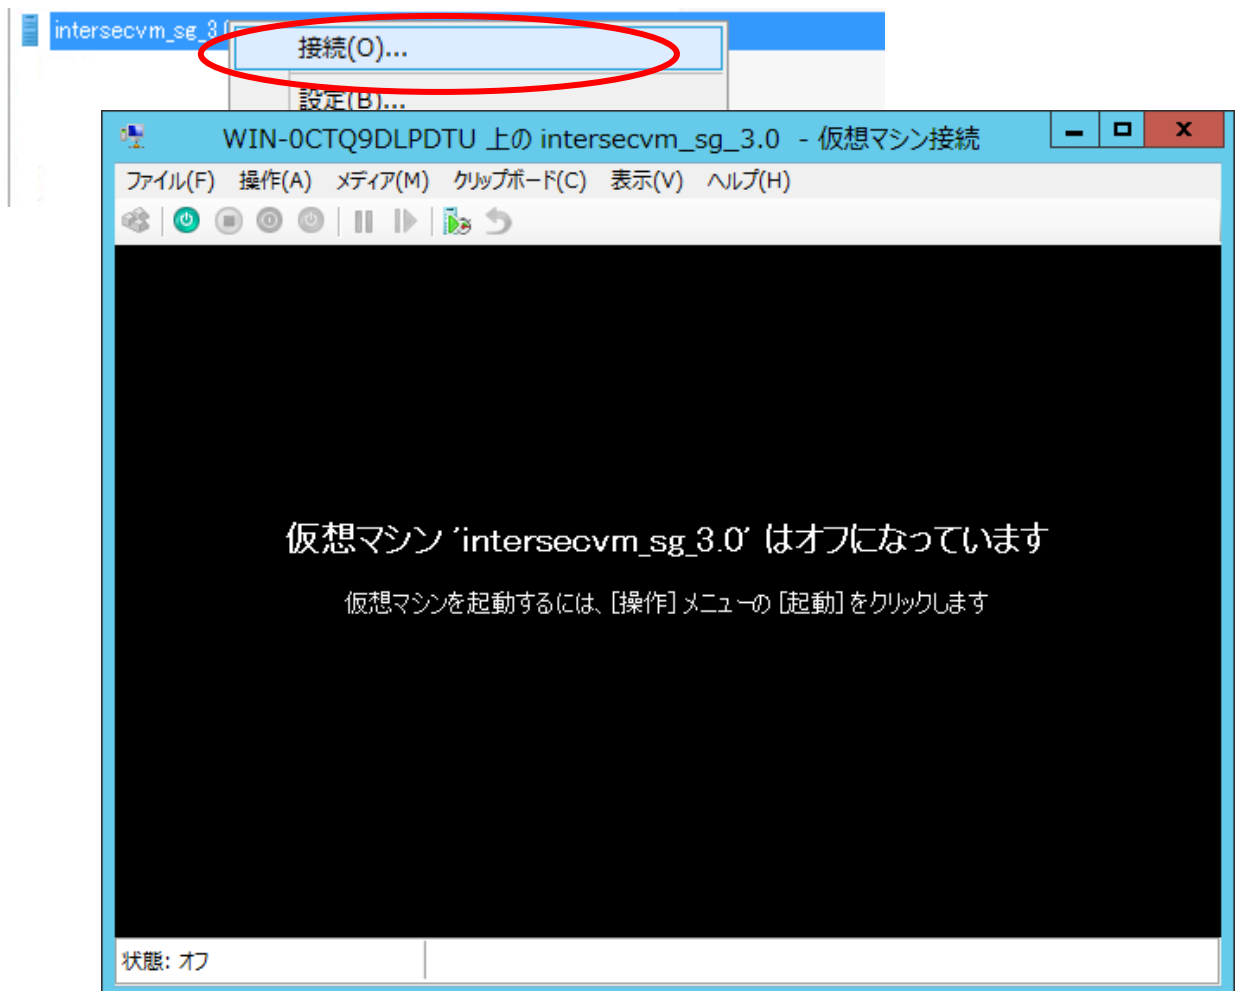 intersecvm_sg_3.0
接続(O)...
設定(B)...
WIN-0CTQ9DLPDTU 上の intersecvm_sg_3.0 - 仮想マシン接続
ファイル(F) 操作(A) メディア(M) クリップボード(C) 表示(V) ヘルプ(H)
仮想マシン 'intersecvm_sg_3.0' はオフになっています
仮想マシンを起動するには、[操作] メニューの [起動] をクリックします
状態: オフ